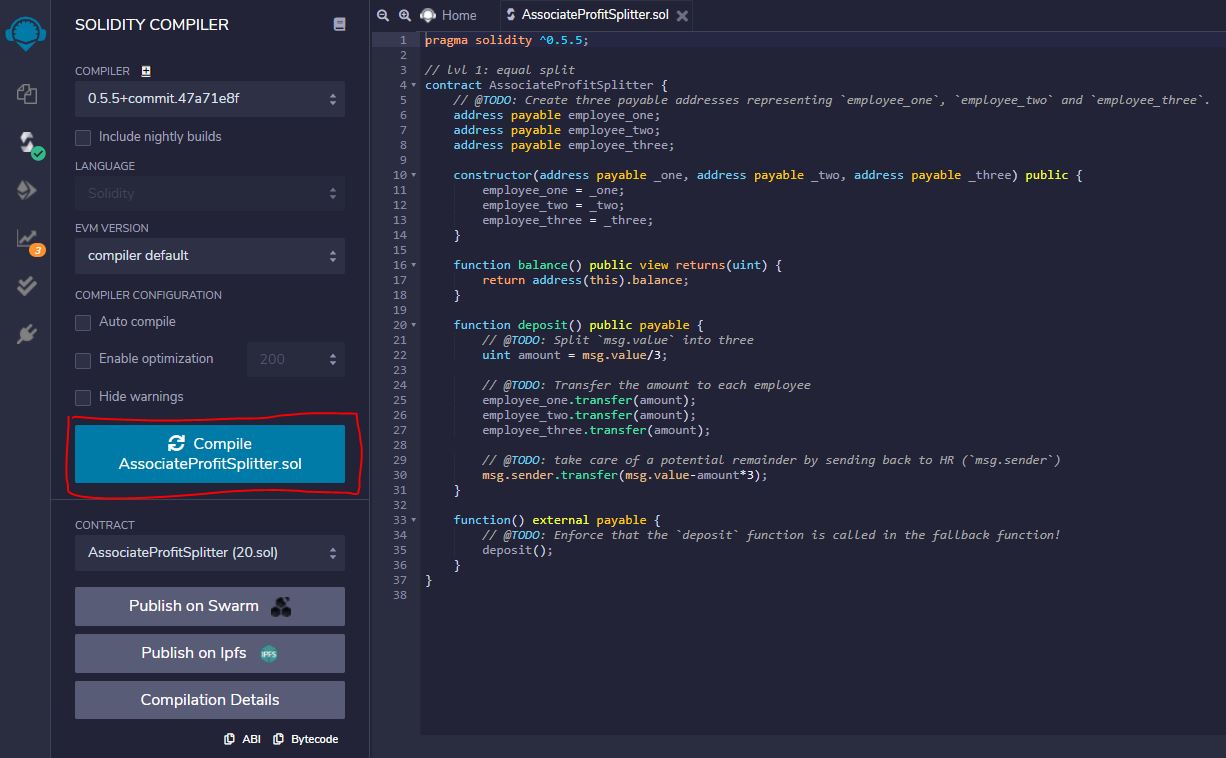 SOLIDITY COMPILER
COMPILER
0.5.5+commit.47a71e8f
Include nightly builds
LANGUAGE
Solidity
EVM VERSION
compiler default
COMPILER CONFIGURATION
Auto compile
Enable optimization 200
Hide warnings
Compile
AssociateProfitSplitter.sol
CONTRACT
AssociateProfitSplitter (20.sol)
Publish on Swarm
Publish on Ipfs IPFS
Compilation Details
ABI Bytecode
3
Home AssociateProfitSplitter.sol
1 pragma solidity ^0.5.5;
2
3 // lvl 1: equal split
4 contract AssociateProfitSplitter {
5     // @TODO: Create three payable addresses representing `employee_one`, `employee_two` and `employee_three`.
6     address payable employee_one;
7     address payable employee_two;
8     address payable employee_three;
9
10     constructor(address payable _one, address payable _two, address payable _three) public {
11         employee_one = _one;
12         employee_two = _two;
13         employee_three = _three;
14     }
15
16     function balance() public view returns(uint) {
17         return address(this).balance;
18     }
19
20     function deposit() public payable {
21         // @TODO: Split `msg.value` into three
22         uint amount = msg.value/3;
23
24         // @TODO: Transfer the amount to each employee
25         employee_one.transfer(amount);
26         employee_two.transfer(amount);
27         employee_three.transfer(amount);
28
29         // @TODO: take care of a potential remainder by sending back to HR (`msg.sender`)
30         msg.sender.transfer(msg.value-amount*3);
31     }
32
33     function() external payable {
34         // @TODO: Enforce that the `deposit` function is called in the fallback function!
35         deposit();
36     }
37 }
38